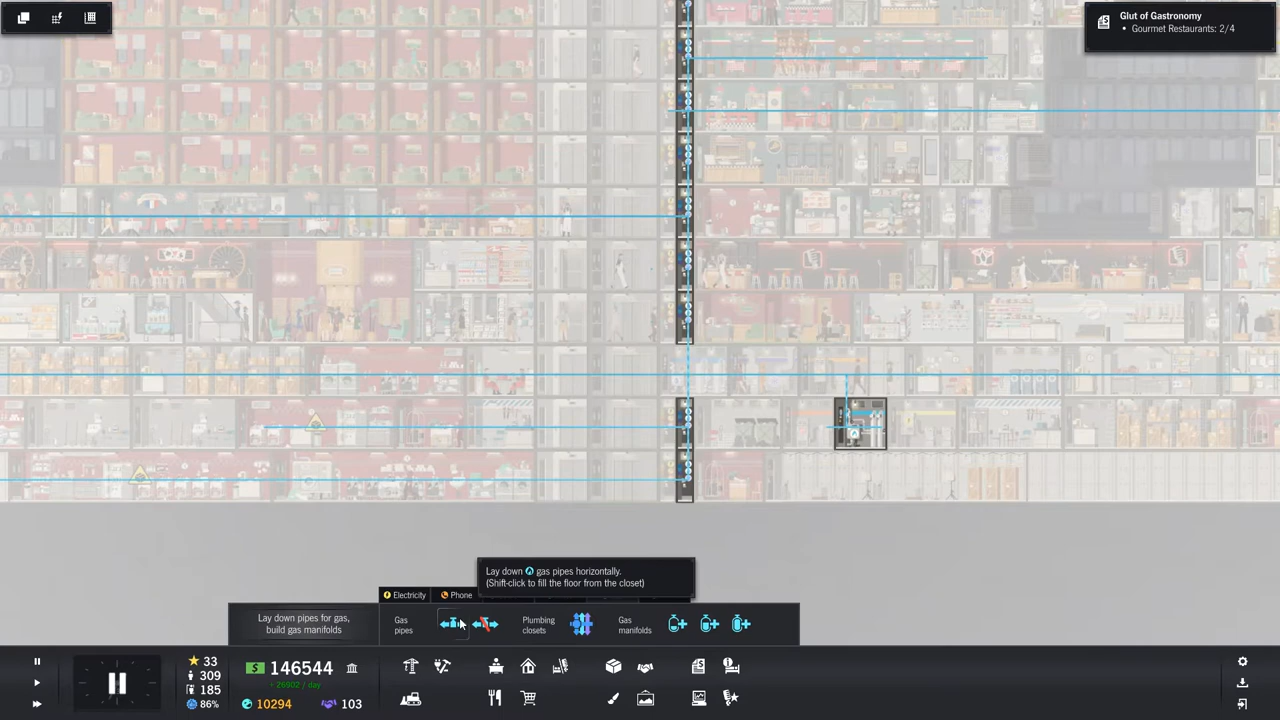 Glut of Gastronomy
• Gourmet Restaurants: 2/4
Lay down gas pipes horizontally.
(Shift-click to fill the floor from the closet)
Electricity
Phone
Lay down pipes for gas,
build gas manifolds
Gas
pipes
Plumbing
closets
Gas
manifolds
33
309
185
86%
146544
+ 26902 / day
10294
103